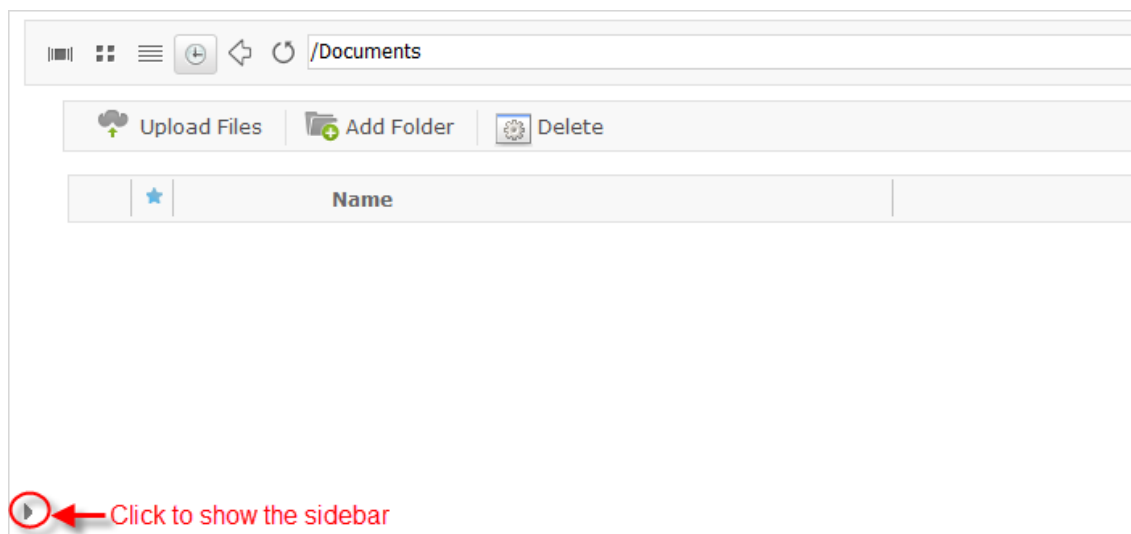 /Documents
Upload Files Add Folder Delete
Name
Click to show the sidebar